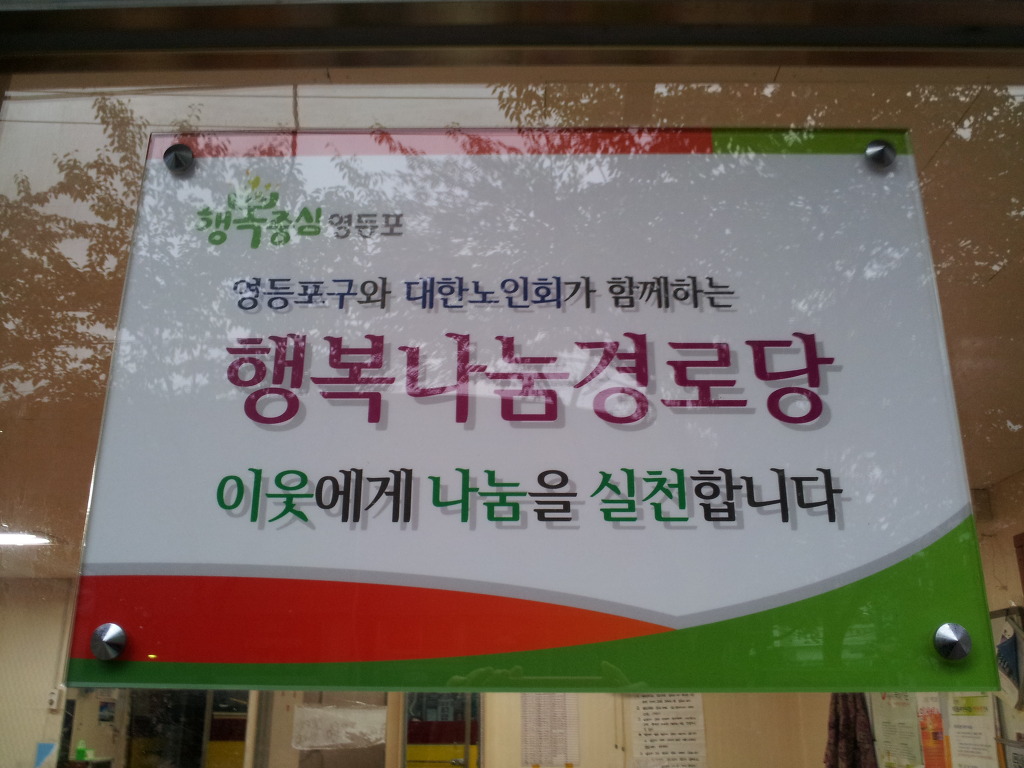 행복중심 영등포
영등포구와 대한노인회가 함께하는
행복나눔경로당
이웃에게 나눔을 실천합니다